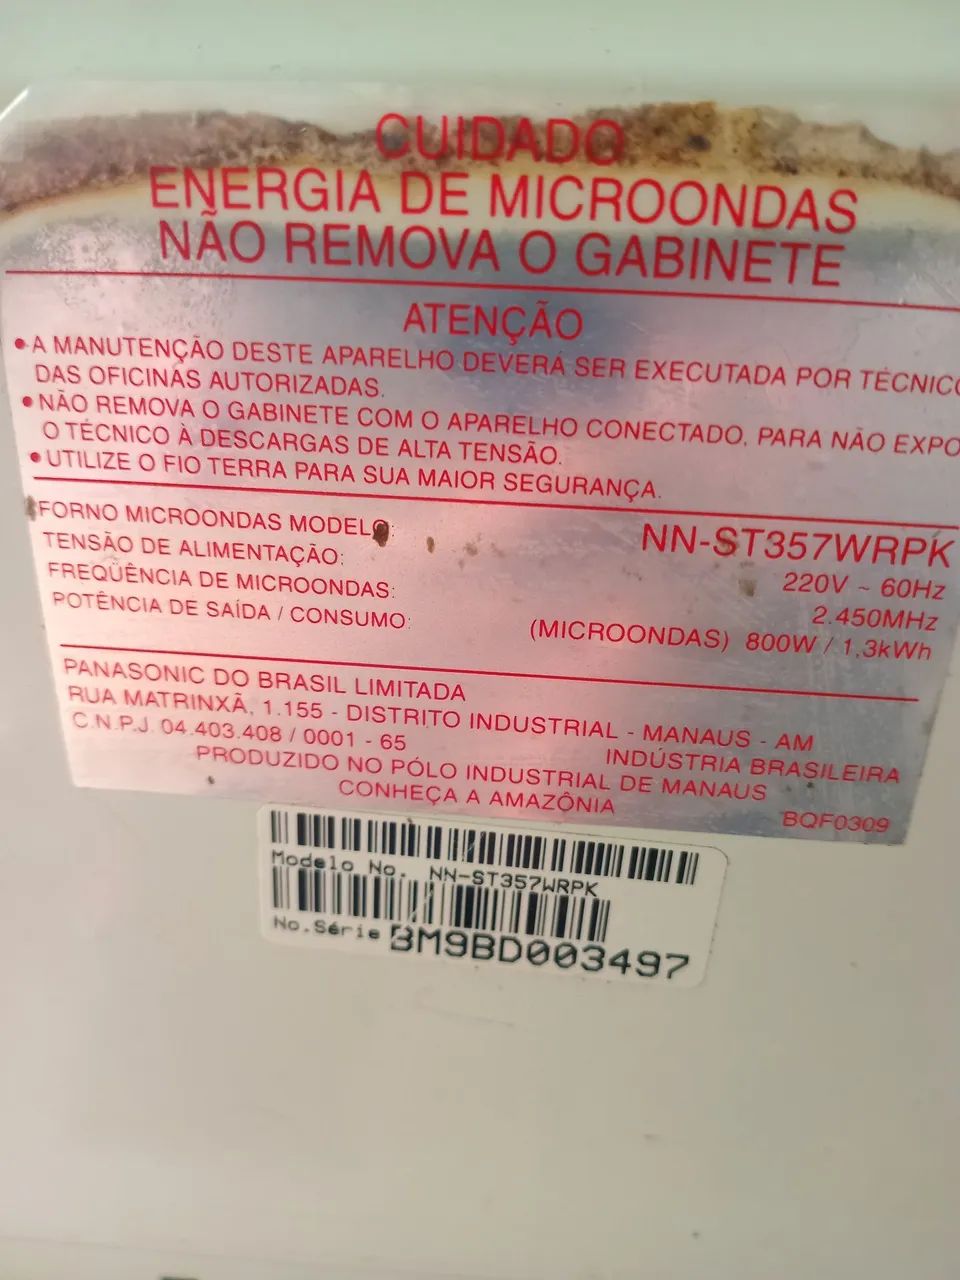 CUIDADO
ENERGIA DE MICROONDAS
NÃO REMOVA O GABINETE
ATENÇÃO
• A MANUTENÇÃO DESTE APARELHO DEVERÁ SER EXECUTADA POR TÉCNIC
DAS OFICINAS AUTORIZADAS.
• NÃO REMOVA O GABINETE COM O APARELHO CONECTADO, PARA NÃO EXPO
O TÉCNICO À DESCARGAS DE ALTA TENSÃO.
• UTILIZE O FIO TERRA PARA SUA MAIOR SEGURANÇA.
FORNO MICROONDAS MODELO: NN-ST357WRPK
TENSÃO DE ALIMENTAÇÃO: 220V ~ 60Hz
FREQÜÊNCIA DE MICROONDAS: 2.450MHz
POTÊNCIA DE SAÍDA / CONSUMO: (MICROONDAS) 800W / 1,3kWh
PANASONIC DO BRASIL LIMITADA
RUA MATRINXÃ, 1.155 - DISTRITO INDUSTRIAL - MANAUS - AM
C.N.P.J. 04.403.408 / 0001 - 65 INDÚSTRIA BRASILEIRA
PRODUZIDO NO PÓLO INDUSTRIAL DE MANAUS
CONHEÇA A AMAZÔNIA
BQF0309
Modelo No. NN-ST357WRPK
No.Série BM9BD003497